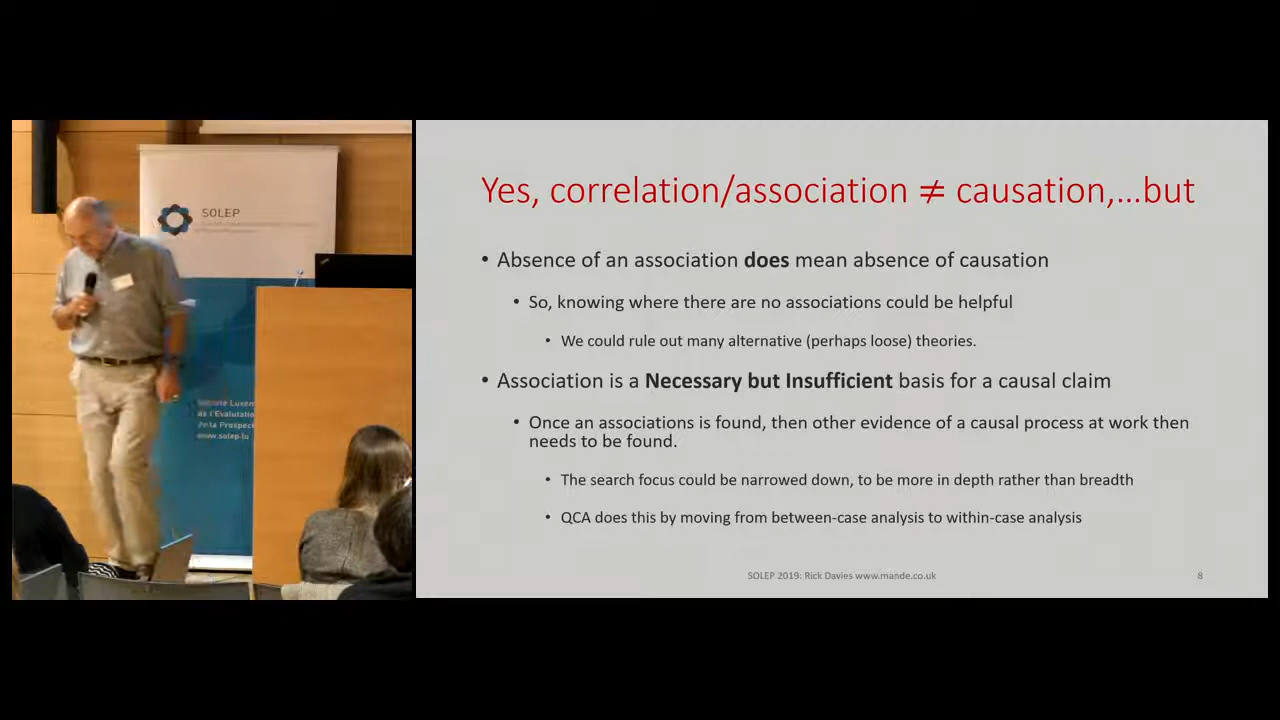 SOLEP
de l'Evalutatio
www.solep.lu
Yes, correlation/association ≠ causation,...but
• Absence of an association does mean absence of causation
• So, knowing where there are no associations could be helpful
• We could rule out many alternative (perhaps loose) theories.
• Association is a Necessary but Insufficient basis for a causal claim
• Once an associations is found, then other evidence of a causal process at work then
needs to be found.
• The search focus could be narrowed down, to be more in depth rather than breadth
• QCA does this by moving from between-case analysis to within-case analysis
SOLEP 2019: Rick Davies www.mande.co.uk
8